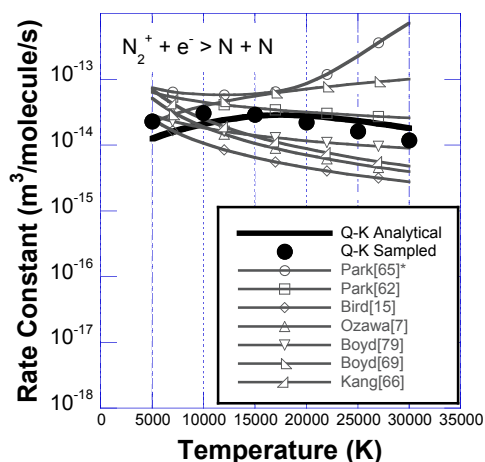 N₂⁺ + e⁻ > N + N
10⁻¹³
10⁻¹⁴
10⁻¹⁵
10⁻¹⁶
10⁻¹⁷
10⁻¹⁸
Rate Constant (m³/molecule/s)
Q-K Analytical
Q-K Sampled
Park[65]*
Park[62]
Bird[15]
Ozawa[7]
Boyd[79]
Boyd[69]
Kang[66]
0 5000 10000 15000 20000 25000 30000 35000
Temperature (K)